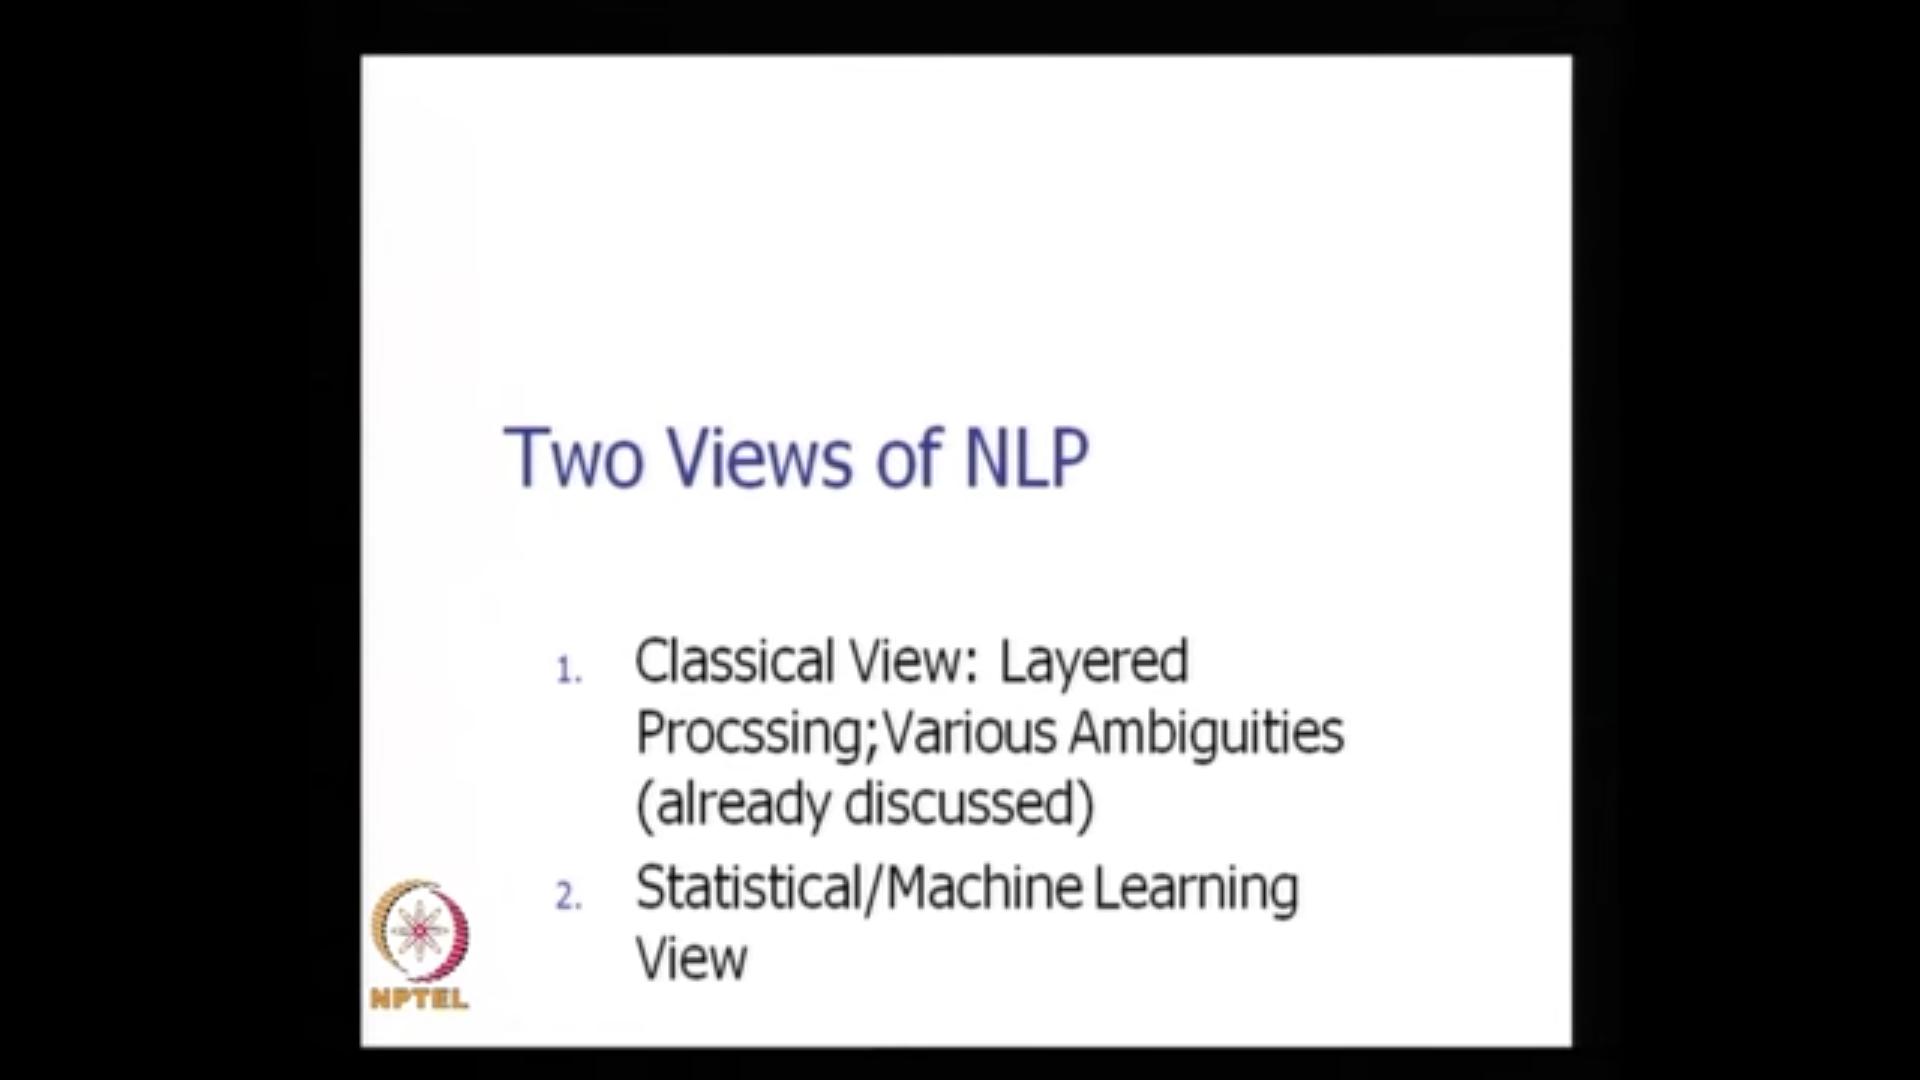 Two Views of NLP
1. Classical View: Layered
Procssing;Various Ambiguities
(already discussed)
2. Statistical/Machine Learning
View
NPTEL